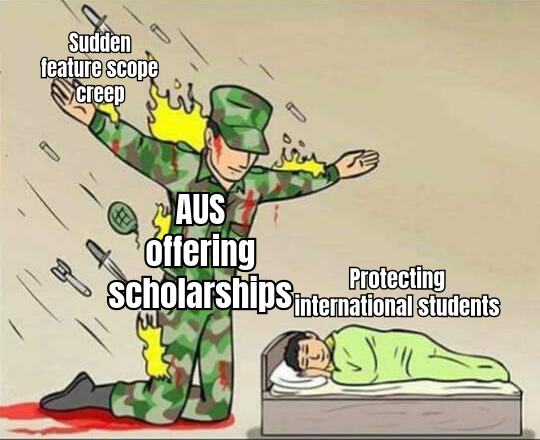 Sudden
feature scope
creep
AUS
offering
scholarships
Protecting
international students